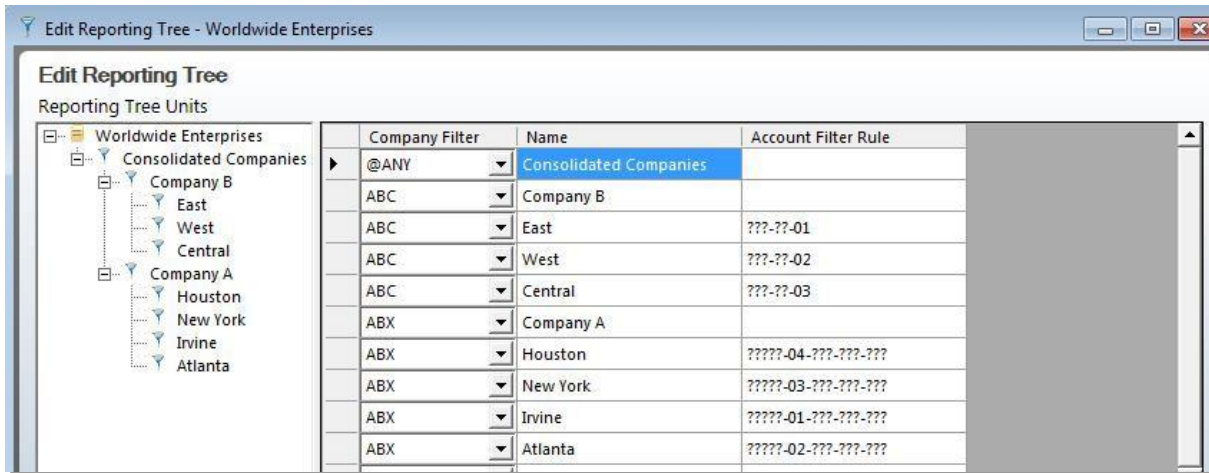 Edit Reporting Tree - Worldwide Enterprises
Edit Reporting Tree
Reporting Tree Units
Worldwide Enterprises
Consolidated Companies
Company B
East
West
Central
Company A
Houston
New York
Irvine
Atlanta
Company Filter Name Account Filter Rule
@ANY Consolidated Companies
ABC Company B
ABC East ???-??-01
ABC West ???-??-02
ABC Central ???-??-03
ABX Company A
ABX Houston ?????-04-???-???-???
ABX New York ?????-03-???-???-???
ABX Irvine ?????-01-???-???-???
ABX Atlanta ?????-02-???-???-???